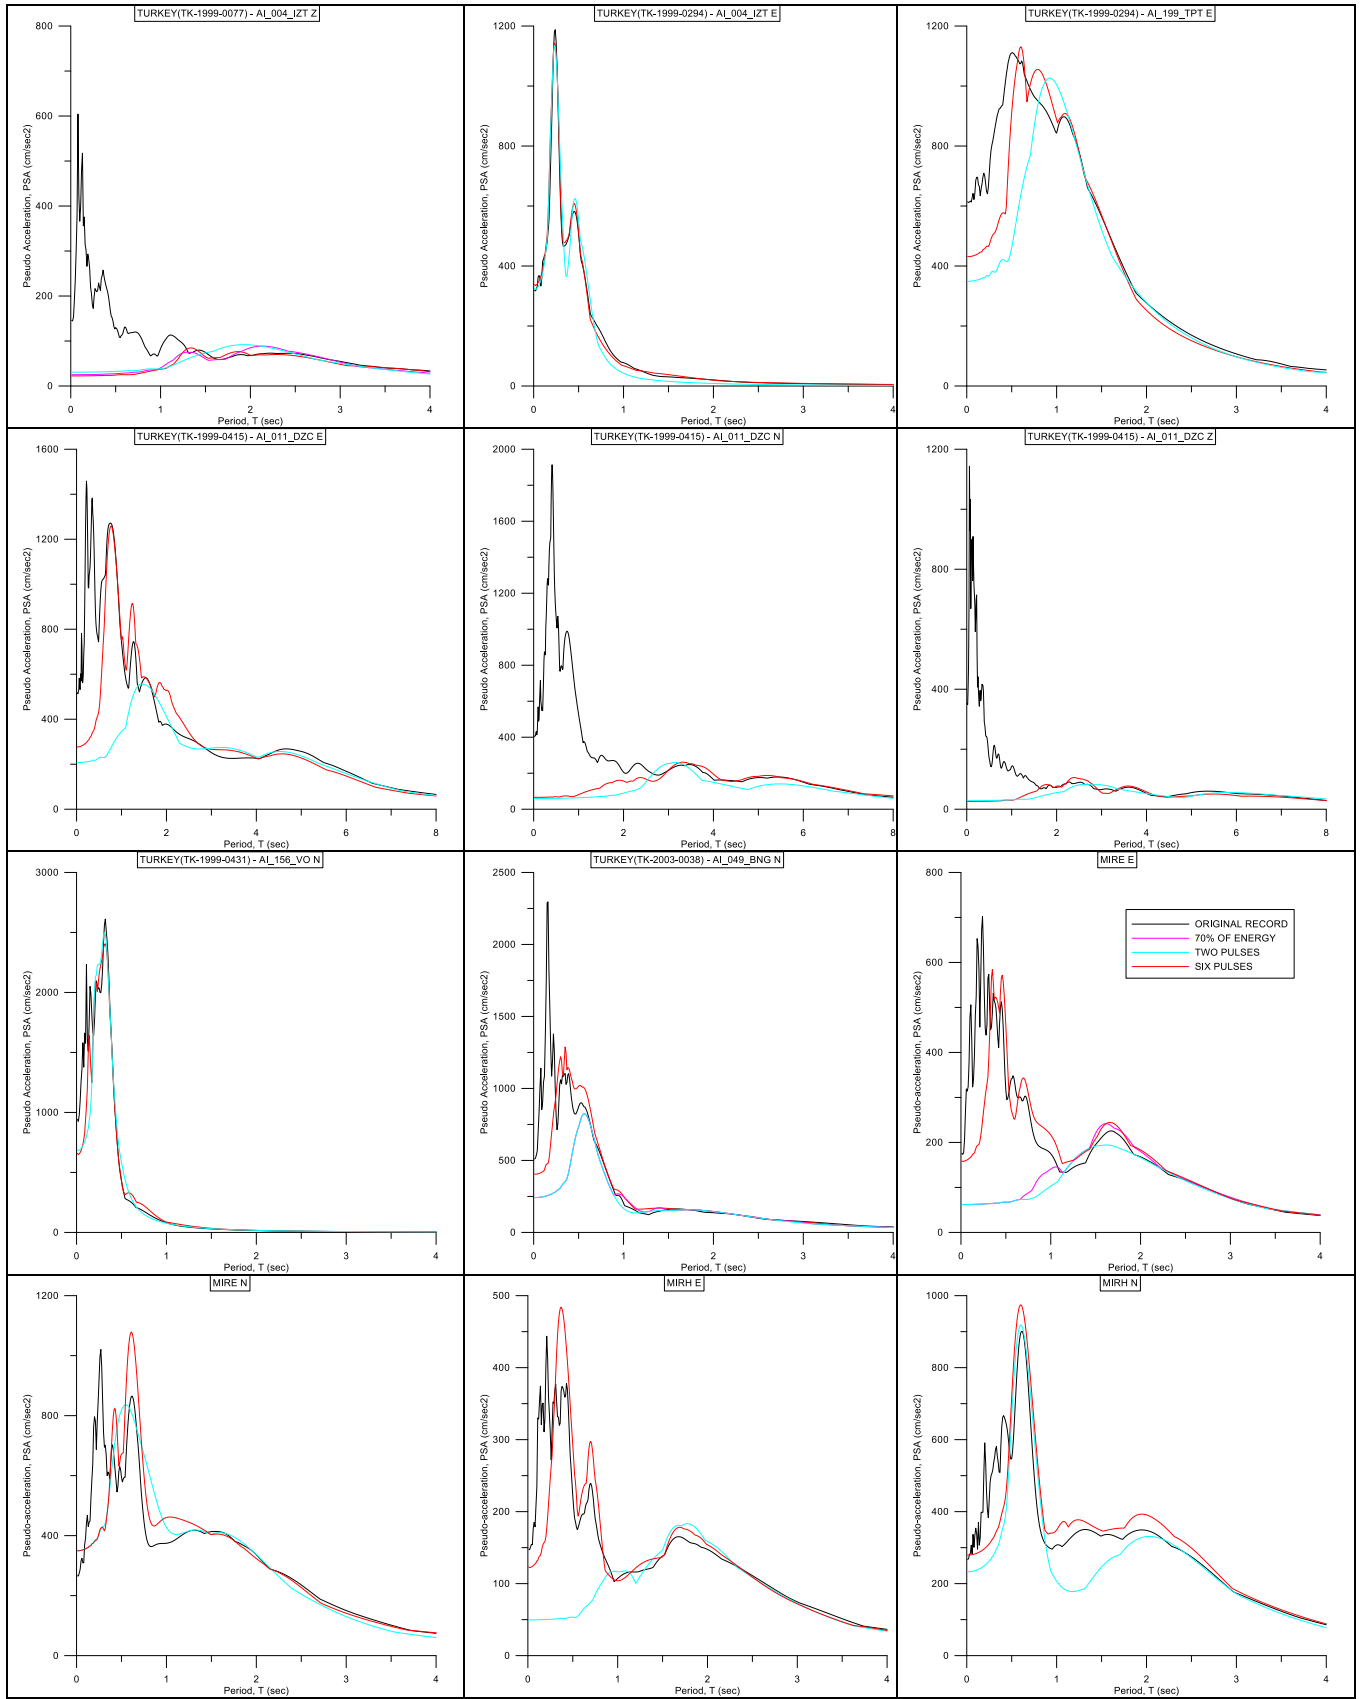 TURKEY(TK-1999-0077) - AI_004_IZT Z
800
600
400
200
0
0 1 2 3 4
Period, T (sec)
Pseudo Acceleration, PSA (cm/sec2)
TURKEY(TK-1999-0294) - AI_004_IZT E
1200
800
400
0
0 1 2 3 4
Period, T (sec)
Pseudo Acceleration, PSA (cm/sec2)
TURKEY(TK-1999-0294) - AI_199_TPT E
1200
800
400
0
0 1 2 3 4
Period, T (sec)
Pseudo Acceleration, PSA (cm/sec2)
TURKEY(TK-1999-0415) - AI_011_DZC E
1600
1200
800
400
0
0 2 4 6 8
Period, T (sec)
Pseudo Acceleration, PSA (cm/sec2)
TURKEY(TK-1999-0415) - AI_011_DZC N
2000
1600
1200
800
400
0
0 2 4 6 8
Period, T (sec)
Pseudo Acceleration, PSA (cm/sec2)
TURKEY(TK-1999-0415) - AI_011_DZC Z
1200
800
400
0
0 2 4 6 8
Period, T (sec)
Pseudo Acceleration, PSA (cm/sec2)
TURKEY(TK-1999-0431) - AI_156_VO N
3000
2000
1000
0
0 1 2 3 4
Period, T (sec)
Pseudo Acceleration, PSA (cm/sec2)
TURKEY(TK-2003-0038) - AI_049_BNG N
2500
2000
1500
1000
500
0
0 1 2 3 4
Period, T (sec)
Pseudo Acceleration, PSA (cm/sec2)
MIRE E
800
600
400
200
0
0 1 2 3 4
Period, T (sec)
Pseudo-acceleration, PSA (cm/sec2)
ORIGINAL RECORD
70% OF ENERGY
TWO PULSES
SIX PULSES
MIRE N
1200
800
400
0
0 1 2 3 4
Period, T (sec)
Pseudo-acceleration, PSA (cm/sec2)
MIRH E
500
400
300
200
100
0
0 1 2 3 4
Period, T (sec)
Pseudo-acceleration, PSA (cm/sec2)
MIRH N
1000
800
600
400
200
0
0 1 2 3 4
Period, T (sec)
Pseudo-acceleration, PSA (cm/sec2)